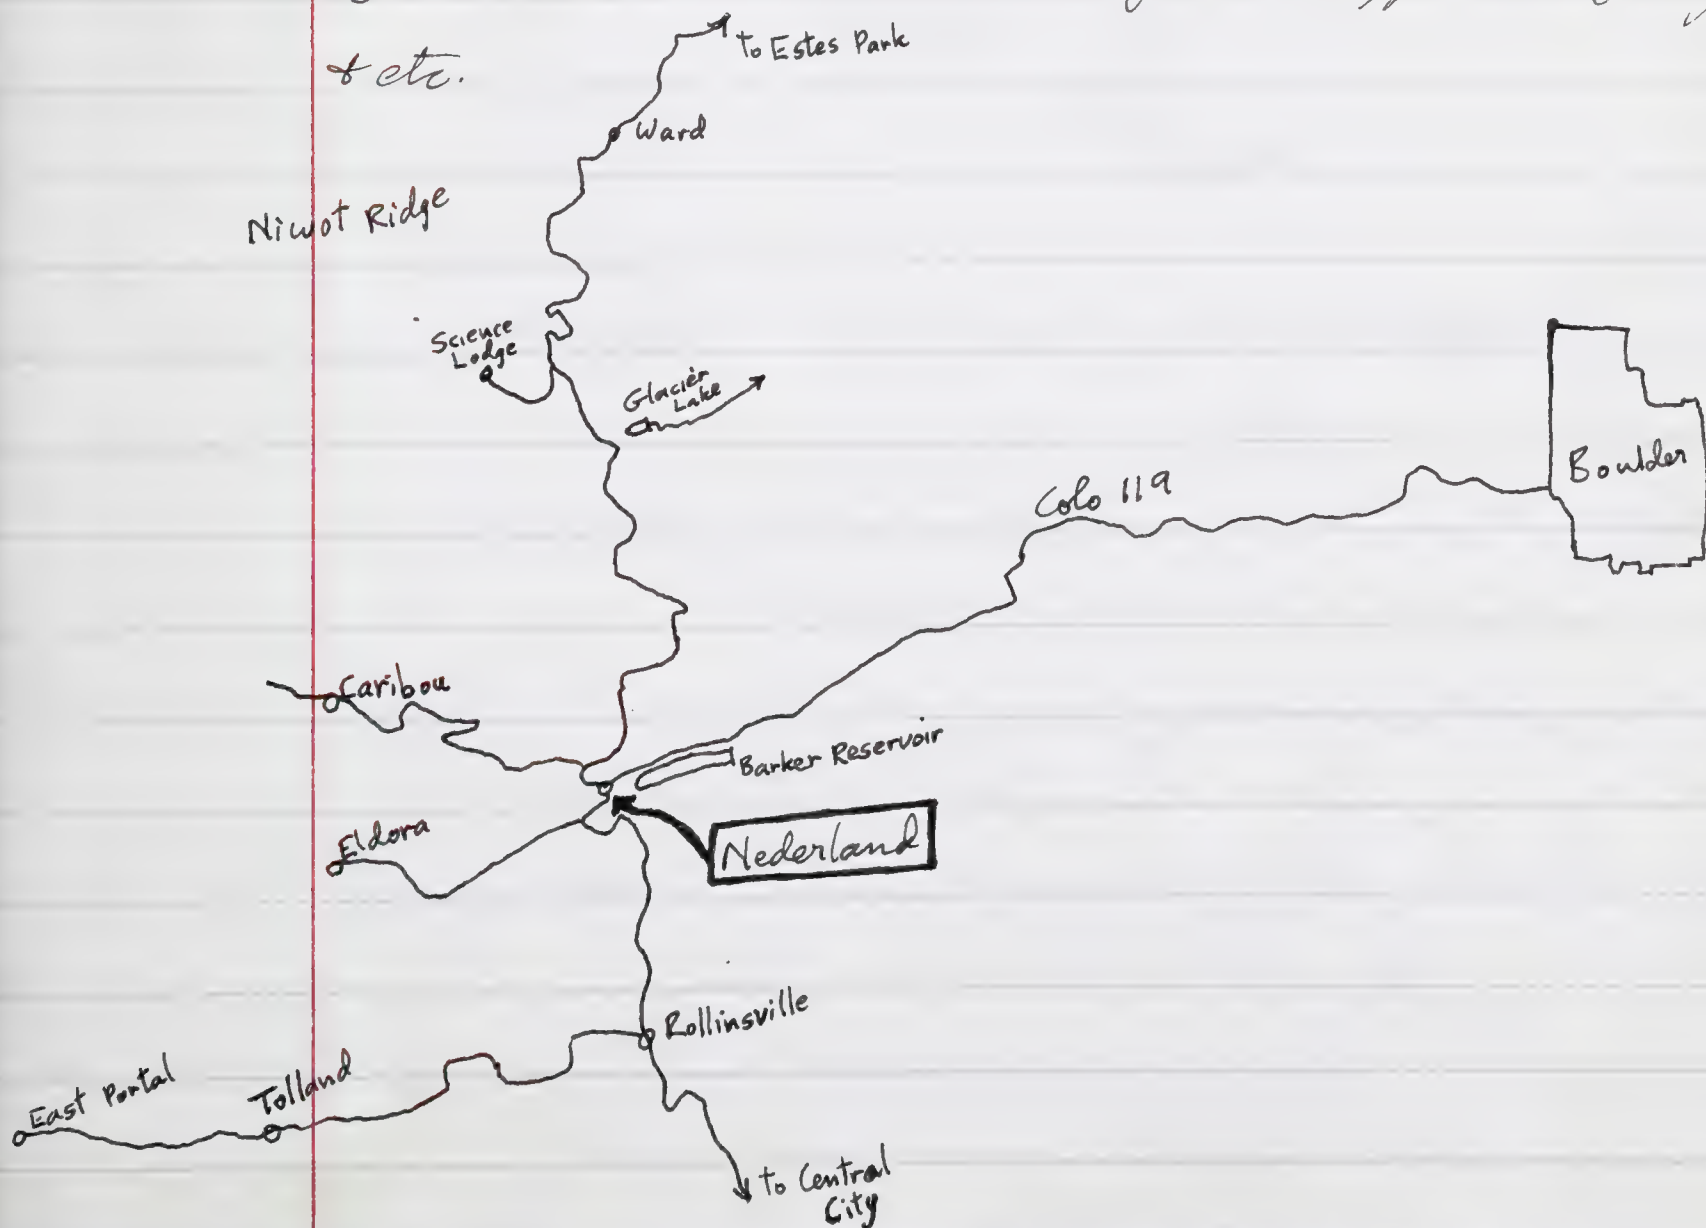 & etc.
to Estes Park
Ward
Niwot Ridge
Science
Lodge
Glacier
Lake
Colo 119
Boulder
Caribou
Barker Reservoir
Eldora
Nederland
Rollinsville
East Portal
Tolland
to Central
City